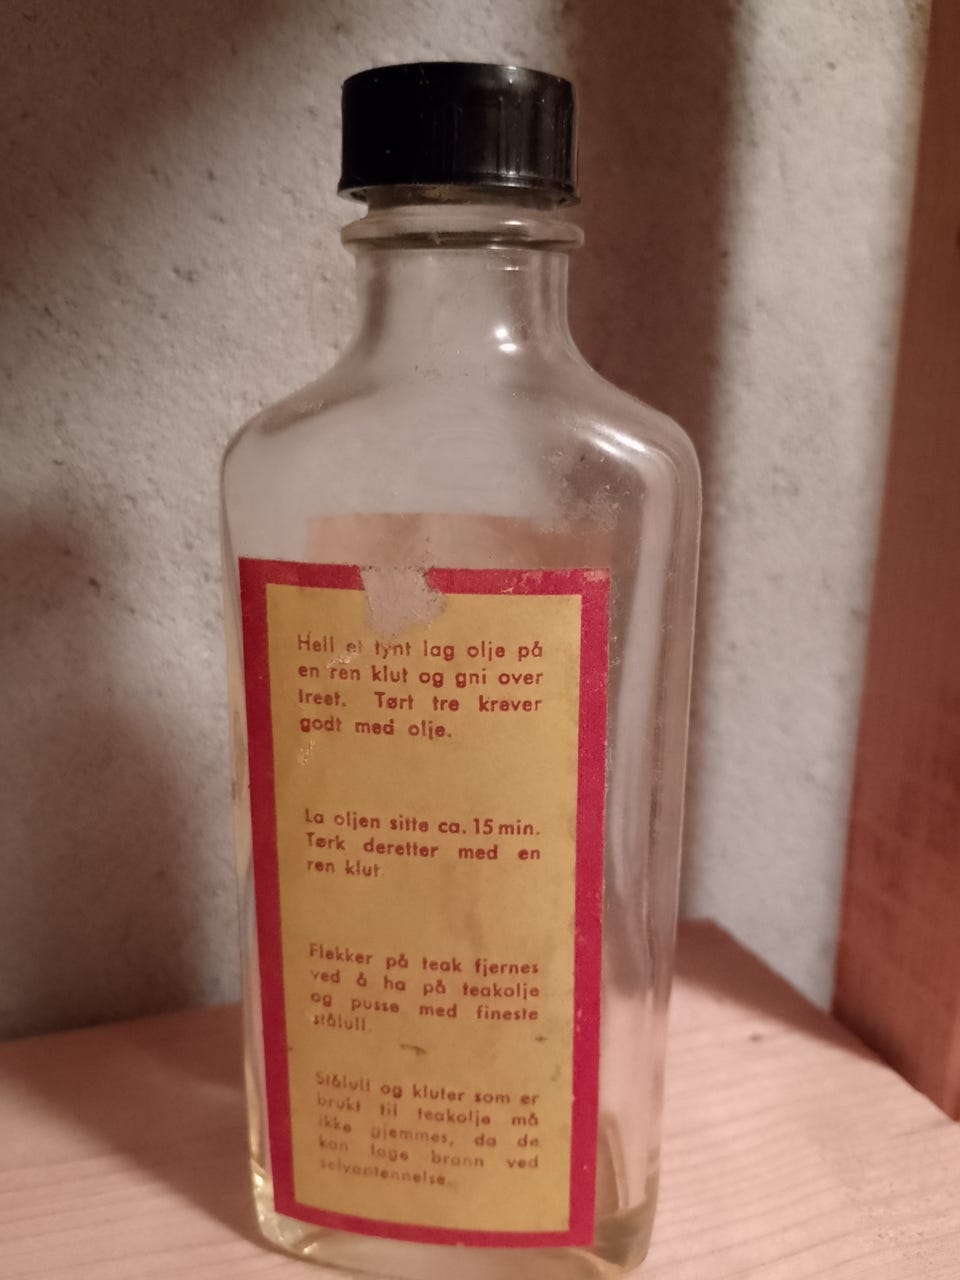 Hell et tynt lag olje på
en ren klut og gni over
treet. Tørt tre krever
godt med olje.
La oljen sitte ca. 15 min.
Tørk deretter med en
ren klut
Flekker på teak fjernes
ved å ha på teakolje
og pusse med fineste
stålull.
Stålull og kluter som er
brukt til teakolje må
ikke gjemmes, da de
kan lage brann ved
selvantennelse.